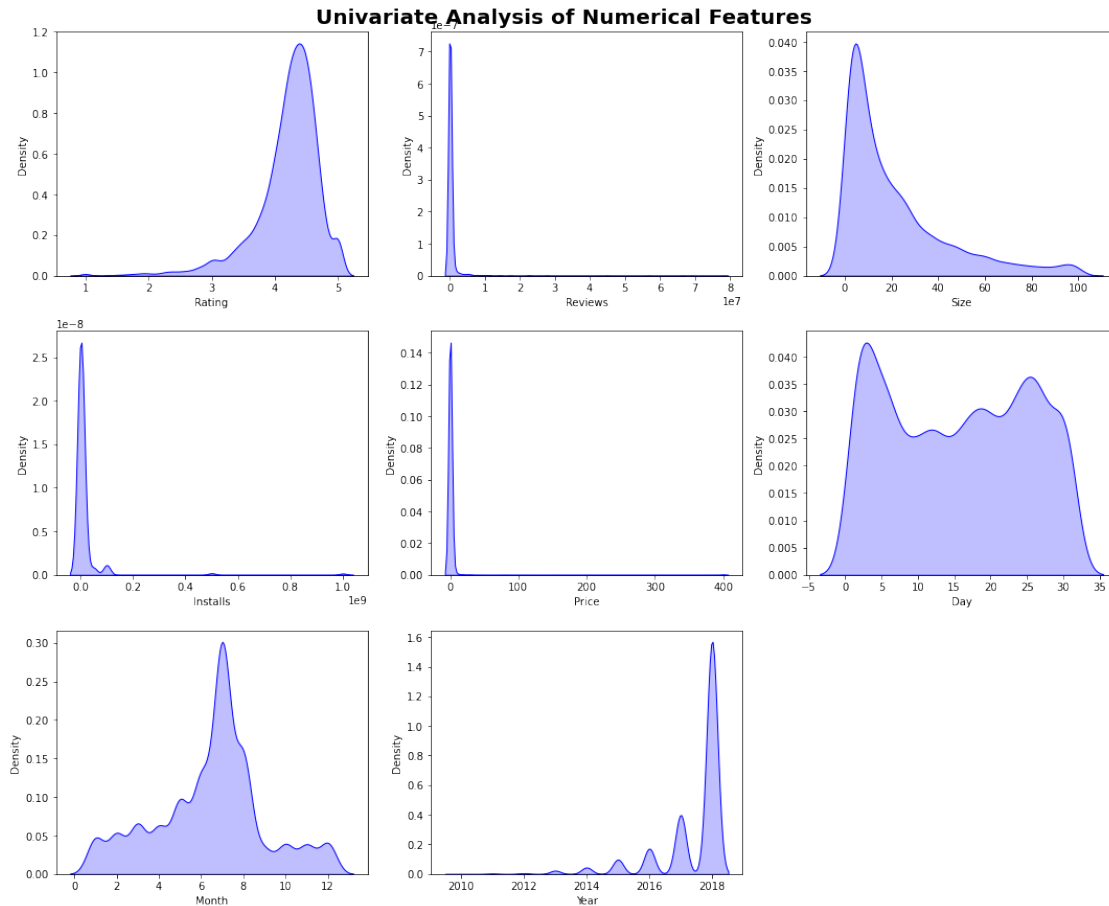 Univariate Analysis of Numerical Features
1.2
1.0
0.8
0.6
0.4
0.2
0.0
Density
1 2 3 4 5
Rating
1e-7
7
6
5
4
3
2
1
0
Density
0 1 2 3 4 5 6 7 8
1e7
Reviews
0.040
0.035
0.030
0.025
0.020
0.015
0.010
0.005
0.000
Density
0 20 40 60 80 100
Size
1e-8
2.5
2.0
1.5
1.0
0.5
0.0
Density
0.0 0.2 0.4 0.6 0.8 1.0
1e9
Installs
0.14
0.12
0.10
0.08
0.06
0.04
0.02
0.00
Density
0 100 200 300 400
Price
0.040
0.035
0.030
0.025
0.020
0.015
0.010
0.005
0.000
Density
−5 0 5 10 15 20 25 30 35
Day
0.30
0.25
0.20
0.15
0.10
0.05
0.00
Density
0 2 4 6 8 10 12
Month
1.6
1.4
1.2
1.0
0.8
0.6
0.4
0.2
0.0
Density
2010 2012 2014 2016 2018
Year